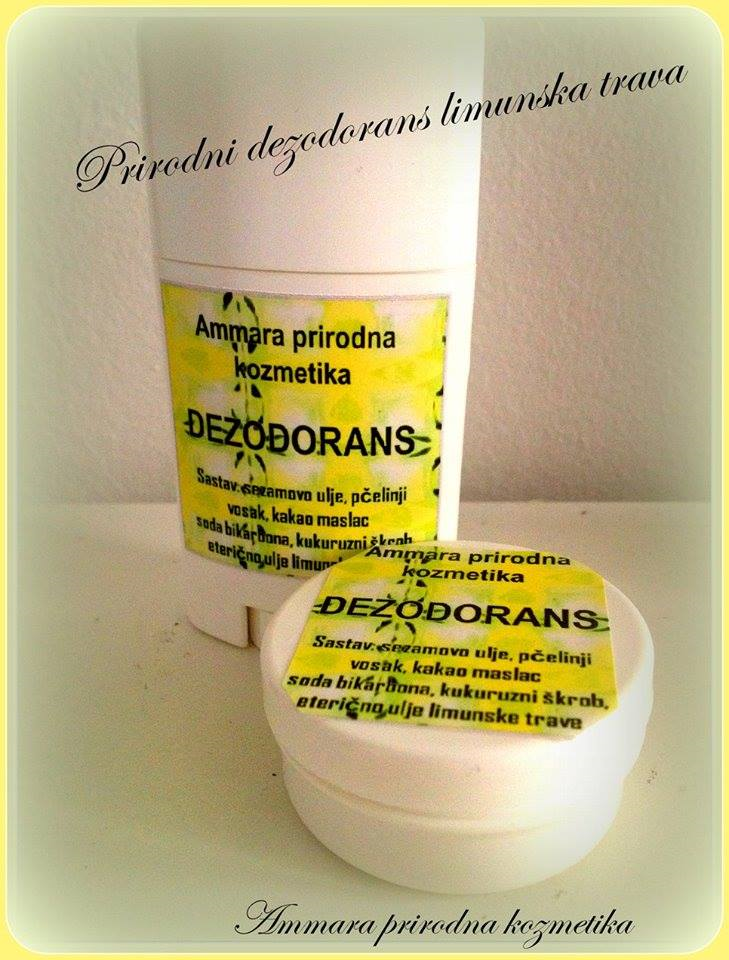 Prirodni dezodorans limunska trava
Ammara prirodna
kozmetika
DEZODORANS
Sastav: sezamovo ulje, pčelinji
vosak, kakao maslac
soda bikarbona, kukuruzni škrob
eterično ulje
Ammara prirodna
kozmetika
DEZODORANS
Sastav: sezamovo ulje, pčelinji
vosak, kakao maslac
soda bikarbona, kukuruzni škrob,
eterično ulje limunske trave
Ammara prirodna kozmetika